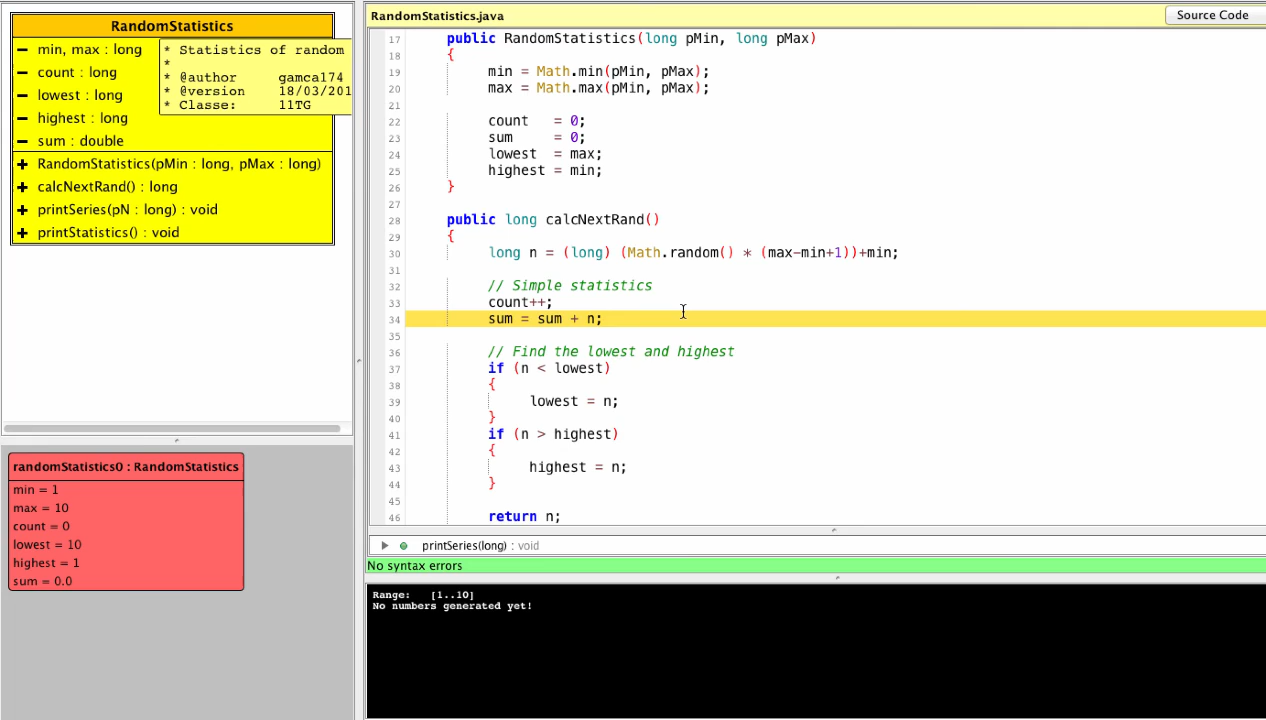 RandomStatistics
min, max : long
count : long
lowest : long
highest : long
sum : double
* Statistics of random
*
* @author gamca174
* @version 18/03/201
* Classe: 11TG
RandomStatistics(pMin : long, pMax : long)
calcNextRand() : long
printSeries(pN : long) : void
printStatistics() : void
randomStatistics0 : RandomStatistics
min = 1
max = 10
count = 0
lowest = 10
highest = 1
sum = 0.0
RandomStatistics.java
Source Code
17 public RandomStatistics(long pMin, long pMax)
18 {
19 min = Math.min(pMin, pMax);
20 max = Math.max(pMin, pMax);
21
22 count = 0;
23 sum = 0;
24 lowest = max;
25 highest = min;
26 }
27
28 public long calcNextRand()
29 {
30 long n = (long) (Math.random() * (max-min+1))+min;
31
32 // Simple statistics
33 count++;
34 sum = sum + n;
35
36 // Find the lowest and highest
37 if (n < lowest)
38 {
39 lowest = n;
40 }
41 if (n > highest)
42 {
43 highest = n;
44 }
45
46 return n;
printSeries(long) : void
No syntax errors
Range: [1..10]
No numbers generated yet!